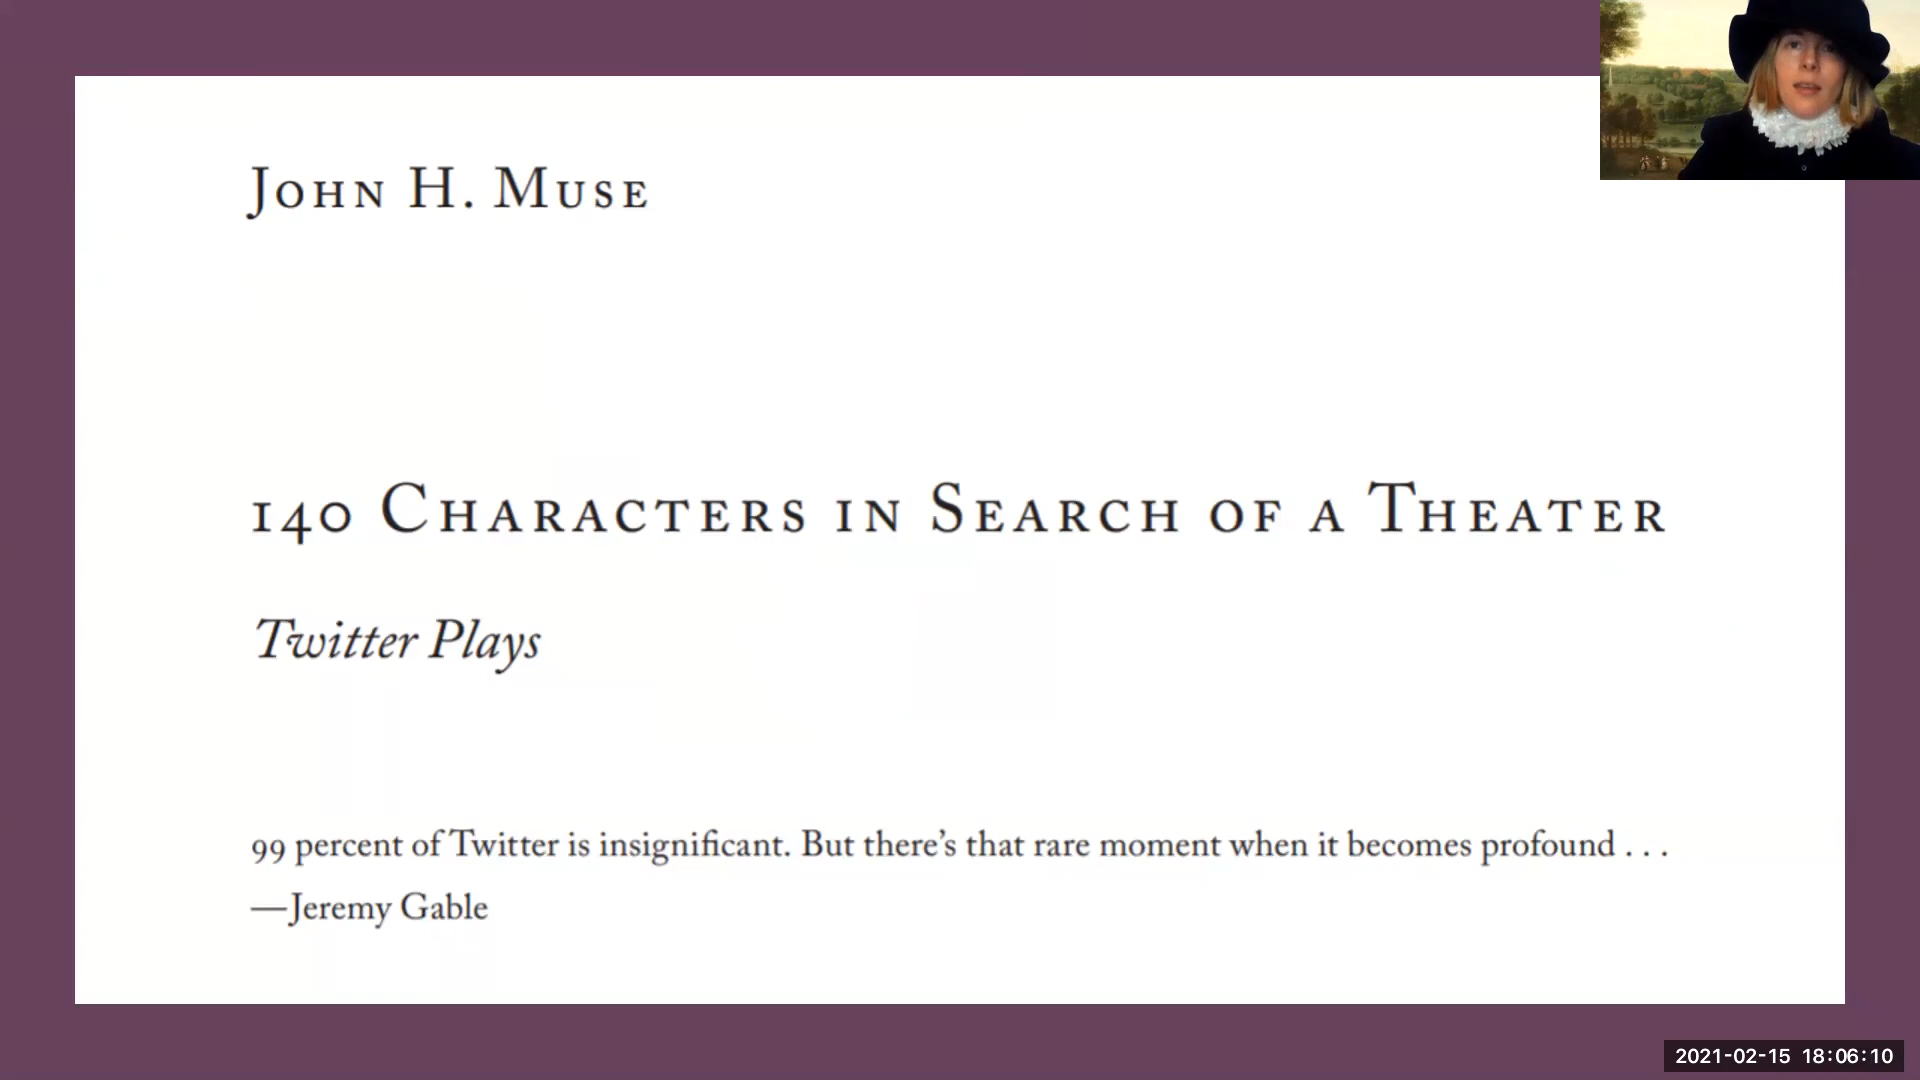 John H. Muse
140 Characters in Search of a Theater
Twitter Plays
99 percent of Twitter is insignificant. But there’s that rare moment when it becomes profound . . .
—Jeremy Gable
2021-02-15 18:06:10